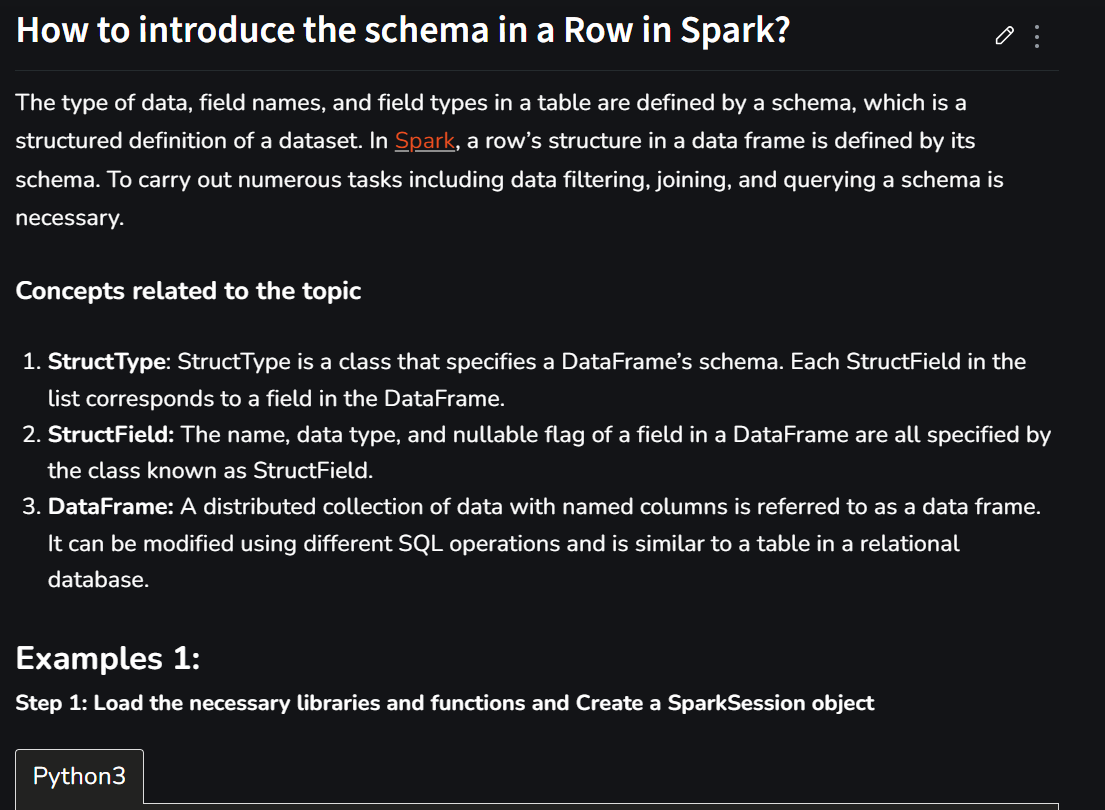 How to introduce the schema in a Row in Spark?
The type of data, field names, and field types in a table are defined by a schema, which is a
structured definition of a dataset. In Spark, a row’s structure in a data frame is defined by its
schema. To carry out numerous tasks including data filtering, joining, and querying a schema is
necessary.
Concepts related to the topic
1. StructType: StructType is a class that specifies a DataFrame’s schema. Each StructField in the
list corresponds to a field in the DataFrame.
2. StructField: The name, data type, and nullable flag of a field in a DataFrame are all specified by
the class known as StructField.
3. DataFrame: A distributed collection of data with named columns is referred to as a data frame.
It can be modified using different SQL operations and is similar to a table in a relational
database.
Examples 1:
Step 1: Load the necessary libraries and functions and Create a SparkSession object
Python3